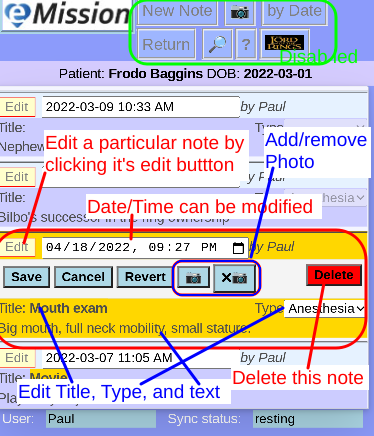 eMission
New Note by Date
Return ? LORD OF THE RINGS
Disabled
Patient: Frodo Baggins DOB: 2022-03-01
Edit 2022-03-09 10:33 AM by Paul
Title: Type
Nephew
Edit a particular note by
clicking it's edit buttton
Add/remove
Photo
Edit by Paul
Title: Anesthesia
Bilbo's successor in the ring ownership
Date/Time can be modified
Edit 04/18/2022, 09:27 PM by Paul
Save Cancel Revert X Delete
Title: Mouth exam Type Anesthesia
Big mouth, full neck mobility, small stature.
Edit 2022-03-07 11:05 AM by Paul
Title: Movie
Edit Title, Type, and text
Delete this note
User: Paul Sync status: resting